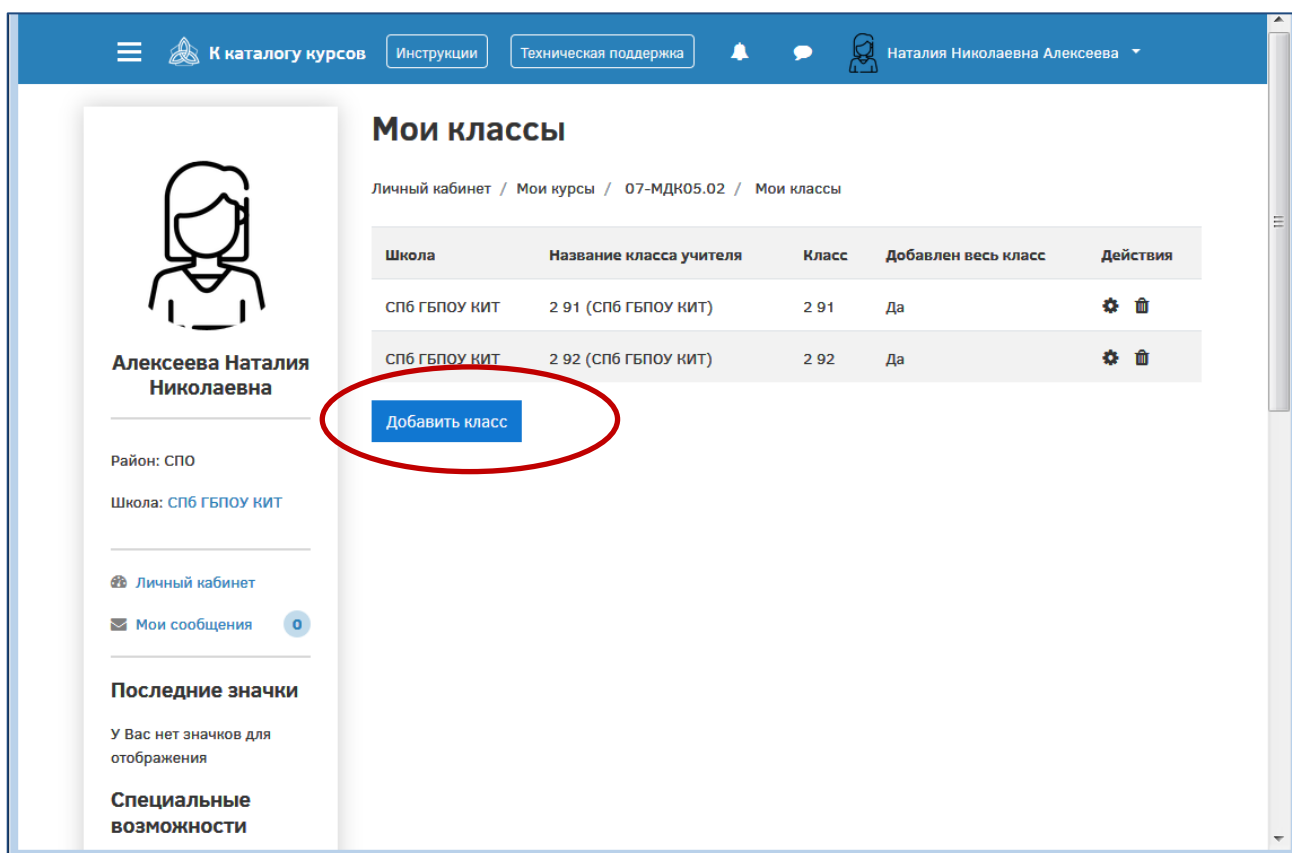 К каталогу курсов Инструкции Техническая поддержка Наталия Николаевна Алексеева
Алексеева Наталия
Николаевна
Район: СПО
Школа: СПб ГБПОУ КИТ
Личный кабинет
Мои сообщения 0
Последние значки
У Вас нет значков для
отображения
Специальные
возможности
Мои классы
Личный кабинет / Мои курсы / 07-МДК05.02 / Мои классы
Школа Название класса учителя Класс Добавлен весь класс Действия
СПб ГБПОУ КИТ 2 91 (СПб ГБПОУ КИТ) 2 91 Да
СПб ГБПОУ КИТ 2 92 (СПб ГБПОУ КИТ) 2 92 Да
Добавить класс